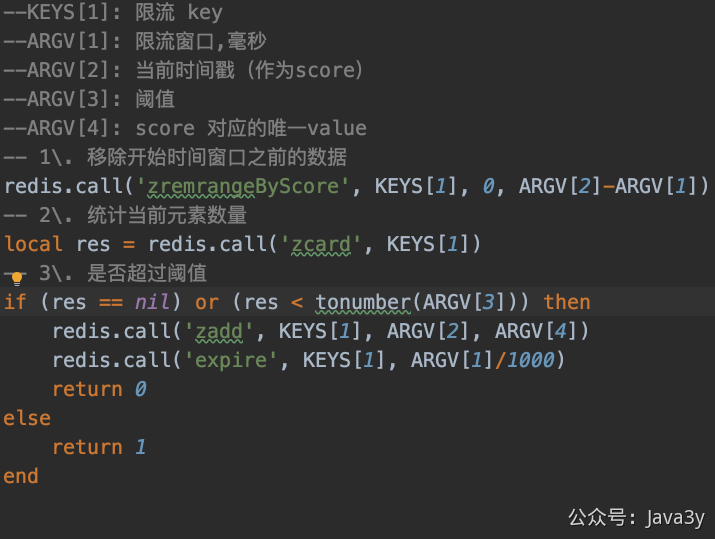 --KEYS[1]: 限流 key
--ARGV[1]: 限流窗口,毫秒
--ARGV[2]: 当前时间戳（作为score）
--ARGV[3]: 阈值
--ARGV[4]: score 对应的唯一value
-- 1\. 移除开始时间窗口之前的数据
redis.call('zremrangeByScore', KEYS[1], 0, ARGV[2]-ARGV[1])
-- 2\. 统计当前元素数量
local res = redis.call('zcard', KEYS[1])
-- 3\. 是否超过阈值
if (res == nil) or (res < tonumber(ARGV[3])) then
    redis.call('zadd', KEYS[1], ARGV[2], ARGV[4])
    redis.call('expire', KEYS[1], ARGV[1]/1000)
    return 0
else
    return 1
end
公众号：Java3y